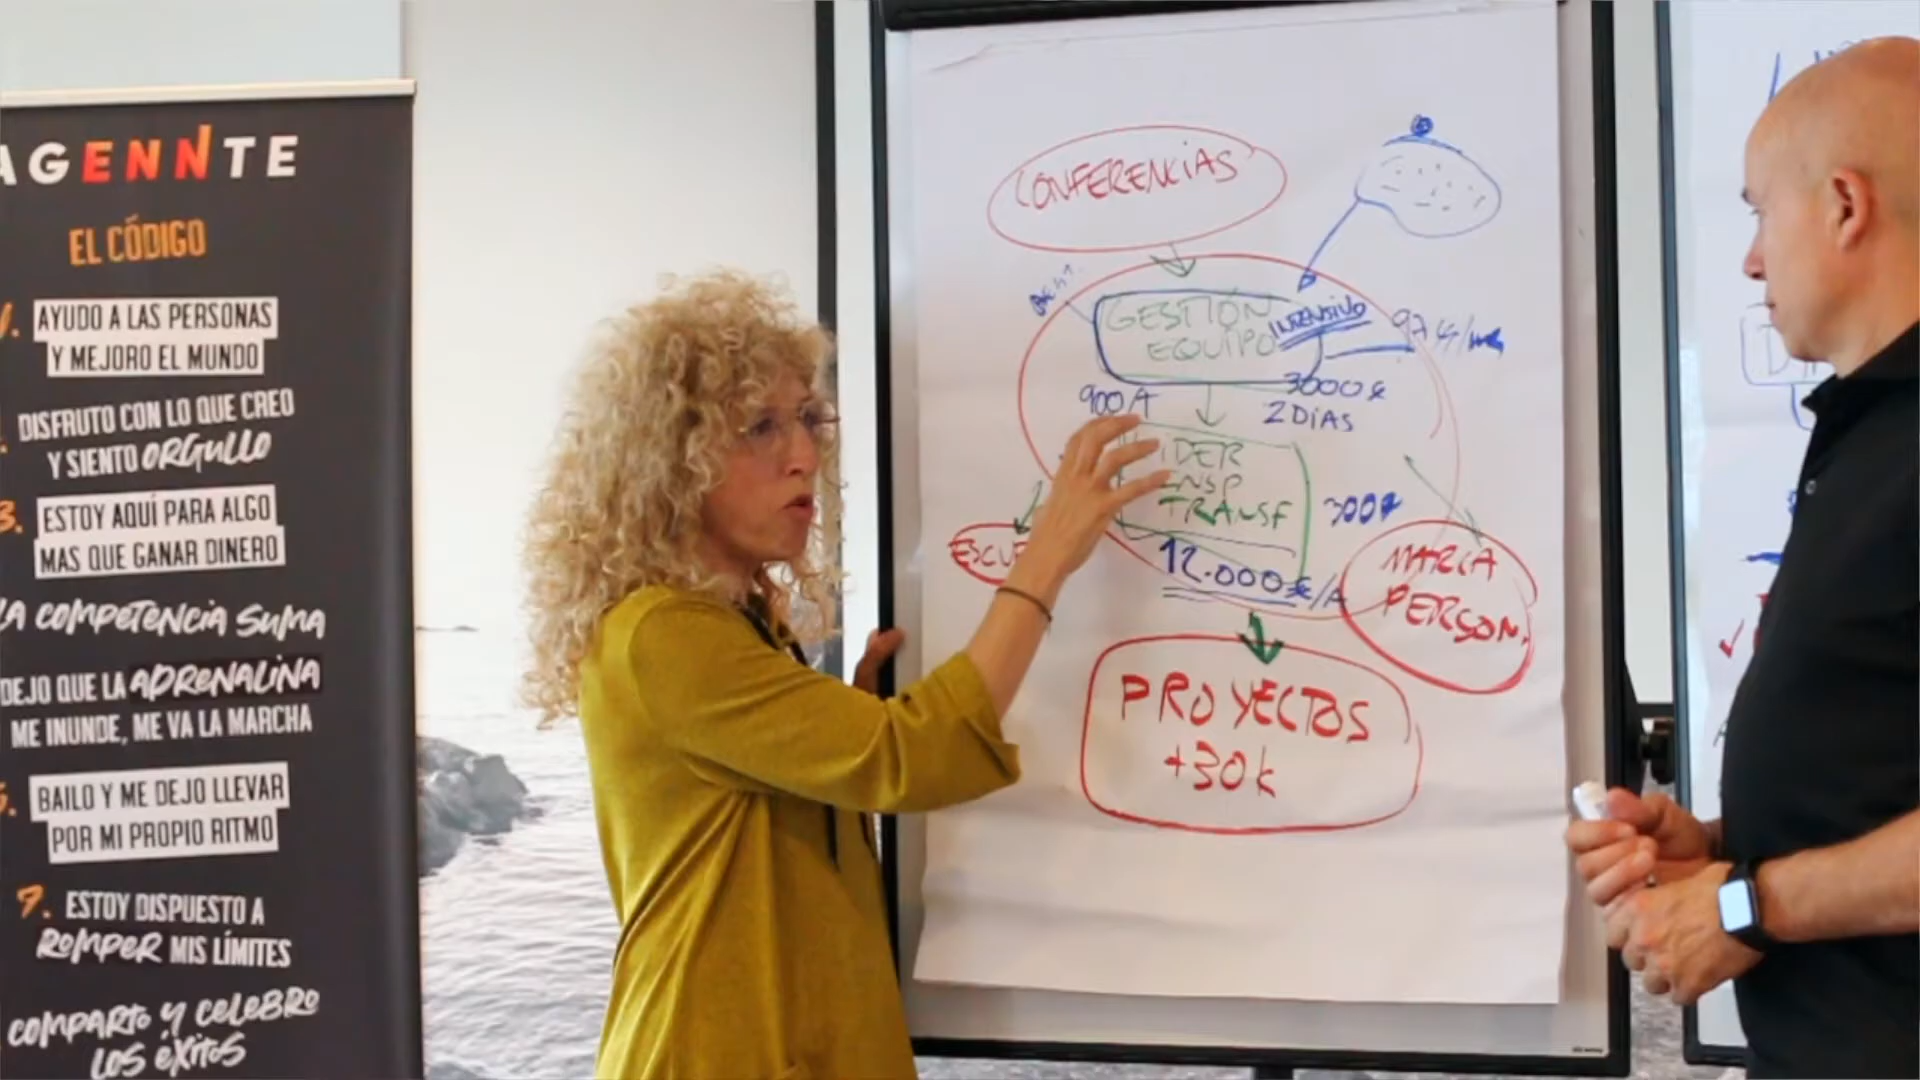 AGENNTE
EL CÓDIGO
AYUDO A LAS PERSONAS
Y MEJORO EL MUNDO
DISFRUTO CON LO QUE CREO
Y SIENTO ORGULLO
3. ESTOY AQUÍ PARA ALGO
MAS QUE GANAR DINERO
LA COMPETENCIA SUMA
DEJO QUE LA ADRENALINA
ME INUNDE, ME VA LA MARCHA
BAILO Y ME DEJO LLEVAR
POR MI PROPIO RITMO
7. ESTOY DISPUESTO A
ROMPER MIS LÍMITES
COMPARTO Y CELEBRO
LOS ÉXITOS
CONFERENCIAS
GESTIÓN
EQUIPO
INTENSIVO
3000€
2 DÍAS
INSP
TRANSF
12.000€/A
MARCA
PERSON.
PROYECTOS
+30K